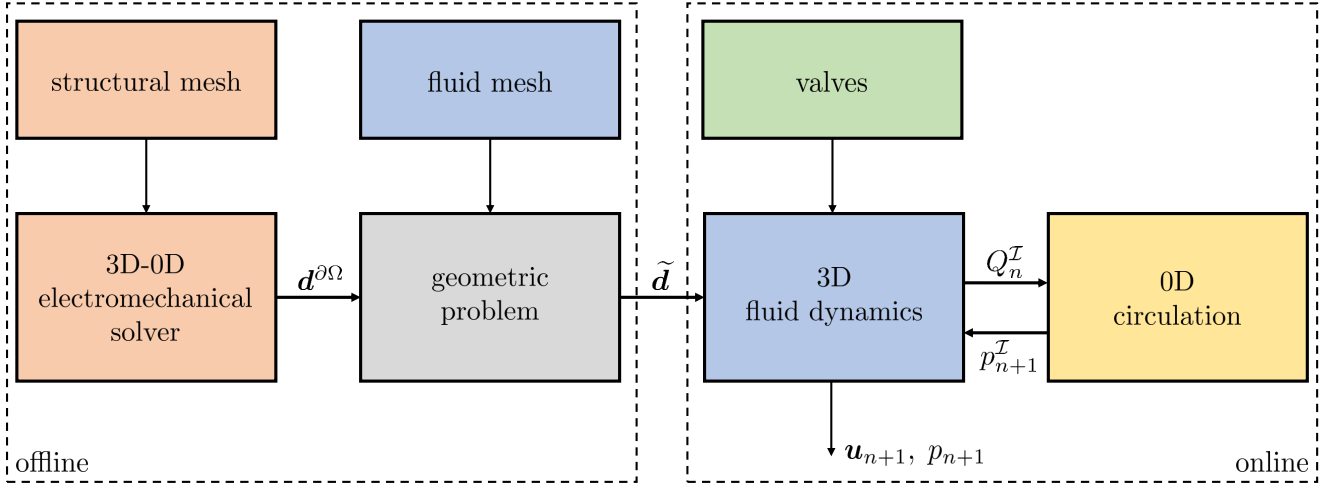 structural mesh
fluid mesh
valves
3D-0D
electromechanical
solver
d^{∂Ω}
geometric
problem
d̃
3D
fluid dynamics
Q_n^ℐ
p_{n+1}^ℐ
0D
circulation
u_{n+1}, p_{n+1}
offline
online